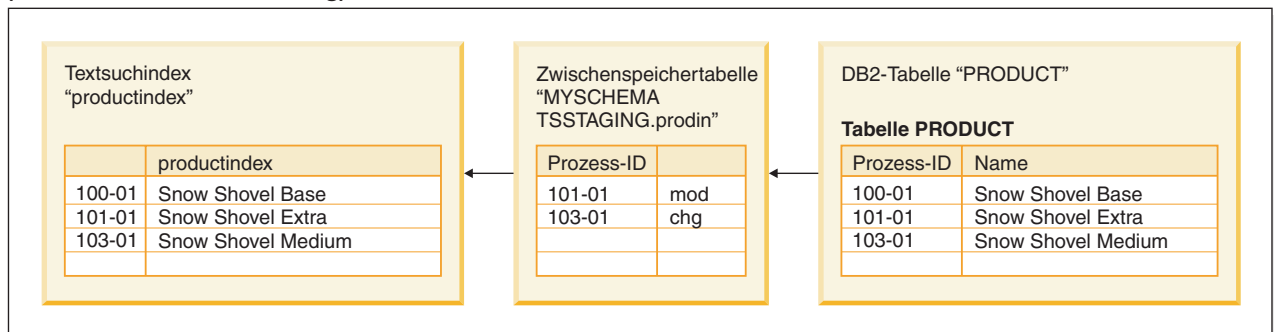 Textsuchindex
“productindex”
productindex
100-01 Snow Shovel Base
101-01 Snow Shovel Extra
103-01 Snow Shovel Medium
Zwischenspeichertabelle
“MYSCHEMA
TSSTAGING.prodin”
Prozess-ID
101-01 mod
103-01 chg
DB2-Tabelle “PRODUCT”
Tabelle PRODUCT
Prozess-ID Name
100-01 Snow Shovel Base
101-01 Snow Shovel Extra
103-01 Snow Shovel Medium